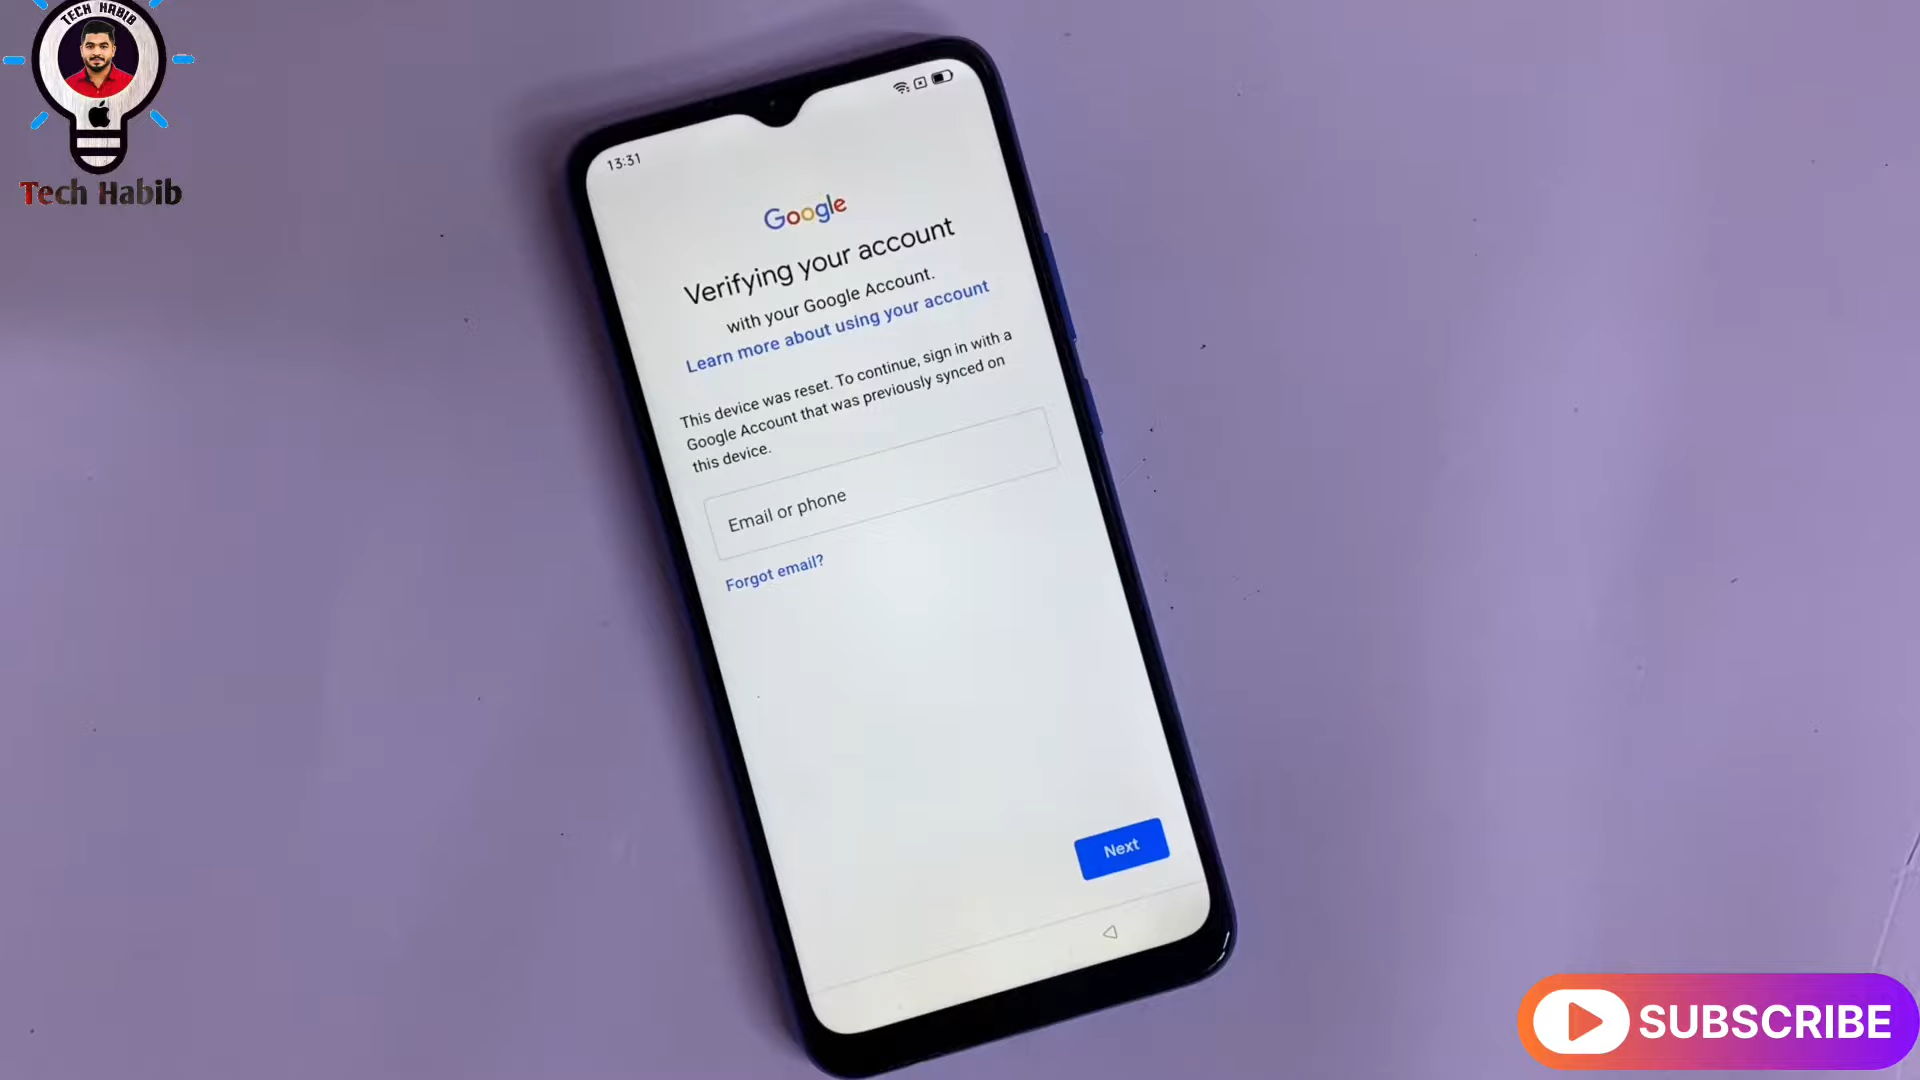 TECH HABIB
Tech Habib
13:31
Google
Verifying your account
with your Google Account.
Learn more about using your account
This device was reset. To continue, sign in with a
Google Account that was previously synced on
this device.
Email or phone
Forgot email?
Next
SUBSCRIBE